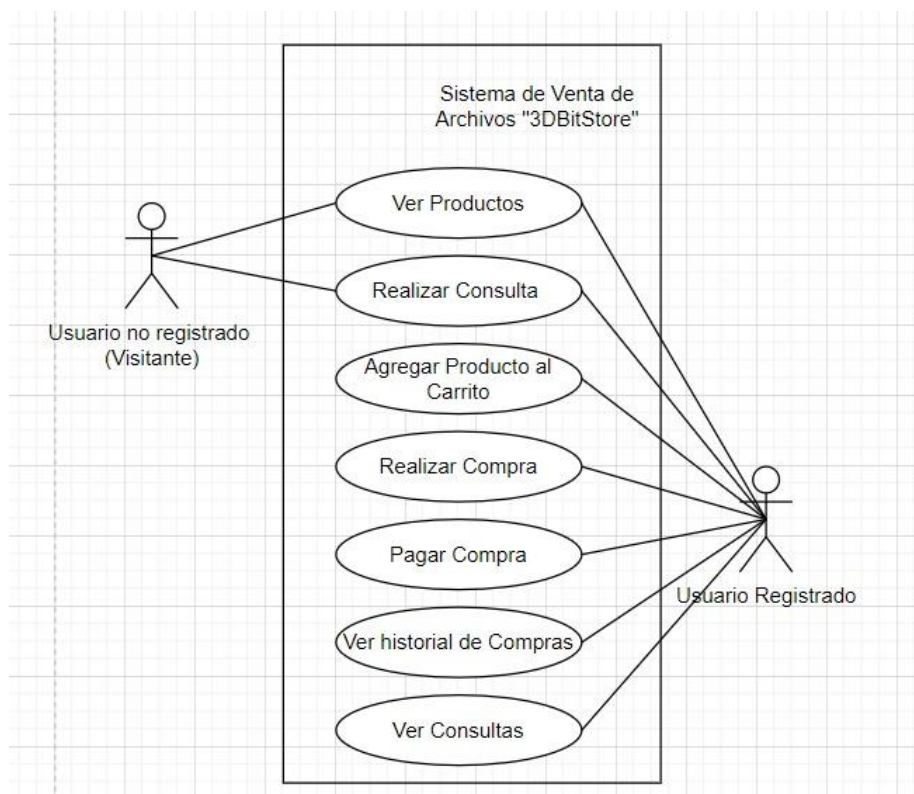 Sistema de Venta de
Archivos "3DBitStore"
Ver Productos
Realizar Consulta
Usuario no registrado
(Visitante)
Agregar Producto al
Carrito
Realizar Compra
Pagar Compra
Usuario Registrado
Ver historial de Compras
Ver Consultas